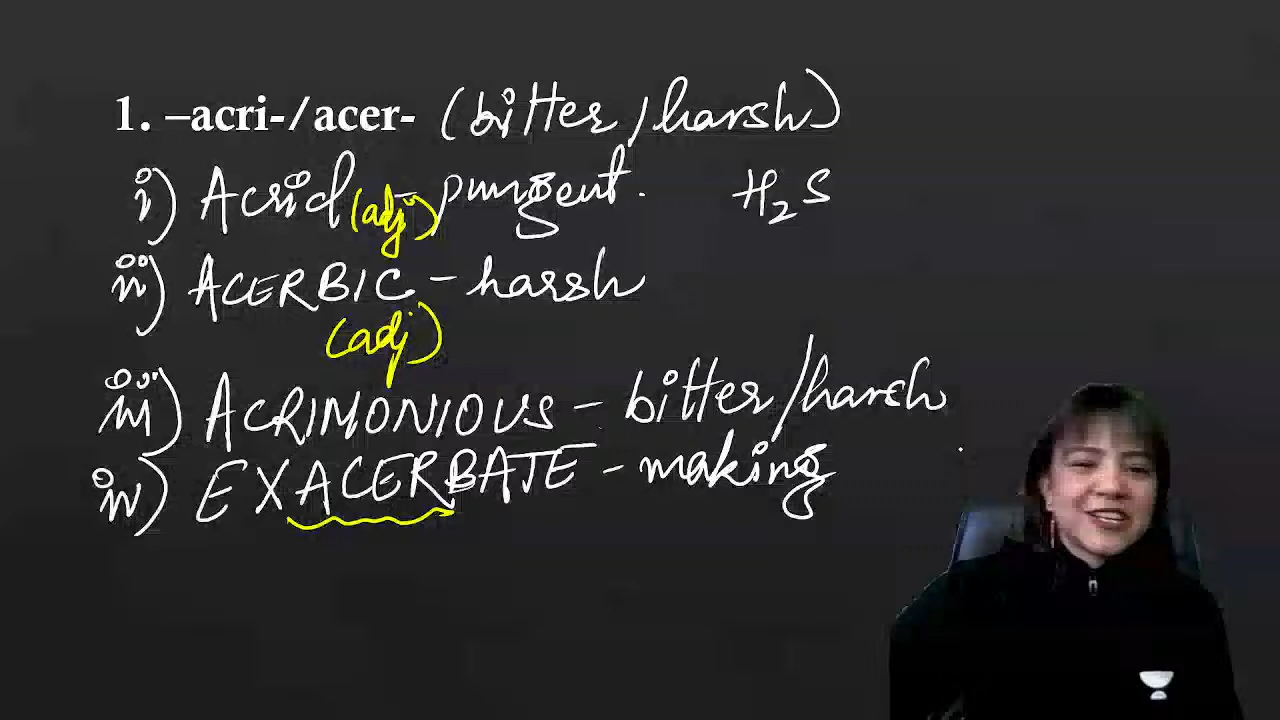 1. –acri-/acer- (bitter/harsh)
i) Acrid (adj) - pungent. H₂S
ii) ACERBIC - harsh
(adj)
iii) ACRIMONIOUS - bitter/harsh
iv) EXACERBATE - making